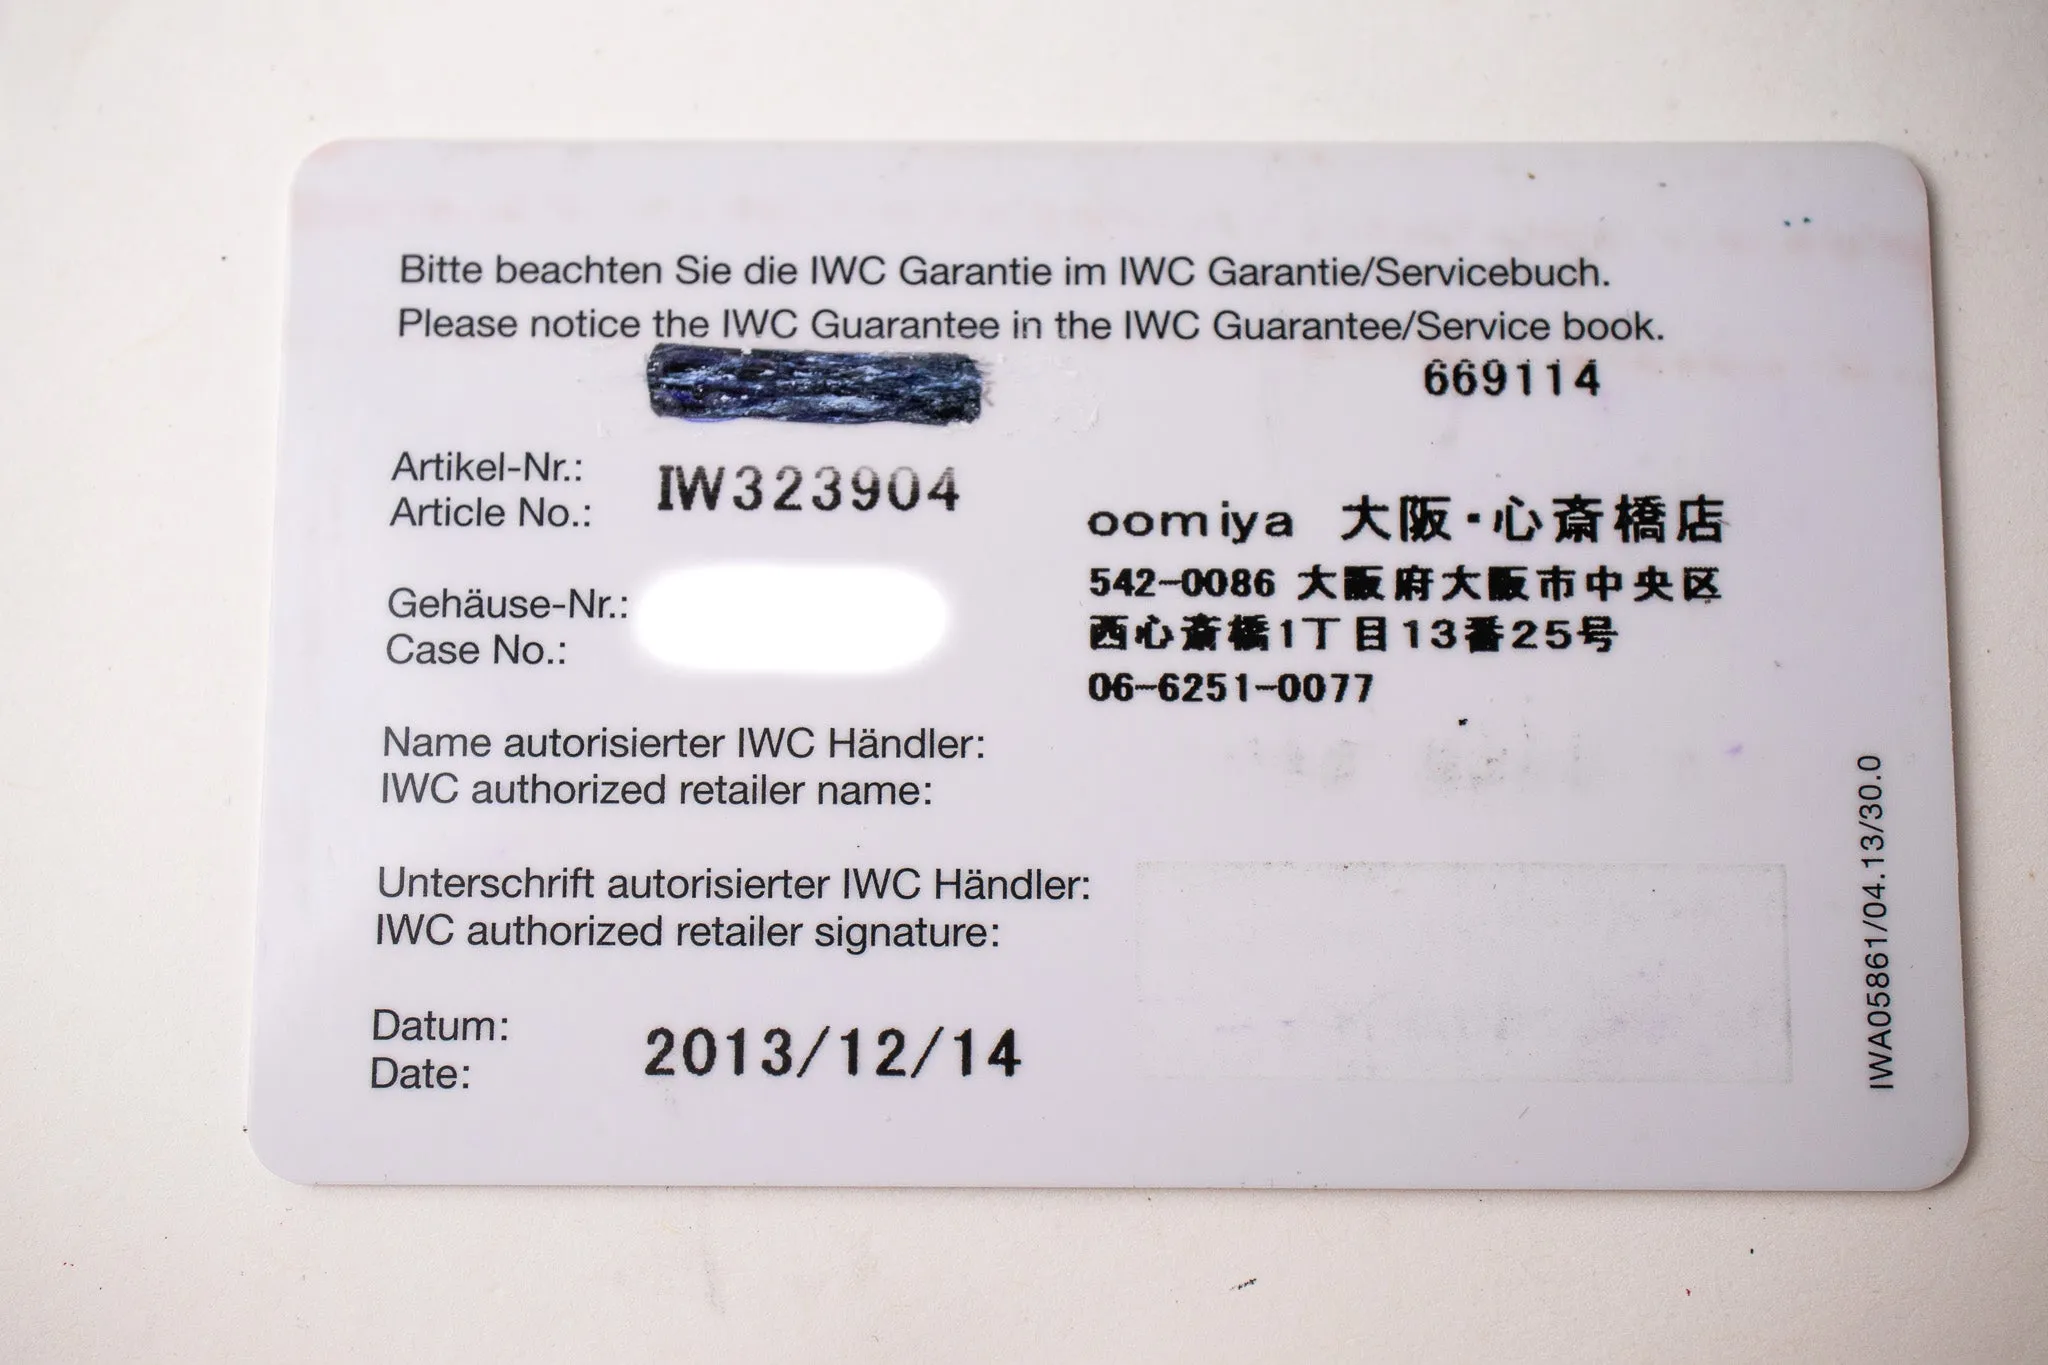 Bitte beachten Sie die IWC Garantie im IWC Garantie/Servicebuch.
Please notice the IWC Guarantee in the IWC Guarantee/Service book.
669114
Artikel-Nr.:
Article No.:
IW323904
oomiya 大阪・心斎橋店
542-0086 大阪府大阪市中央区
西心斎橋1丁目13番25号
06-6251-0077
Gehäuse-Nr.:
Case No.:
Name autorisierter IWC Händler:
IWC authorized retailer name:
Unterschrift autorisierter IWC Händler:
IWC authorized retailer signature:
Datum:
Date:
2013/12/14
IWA05861/04.13/30.0